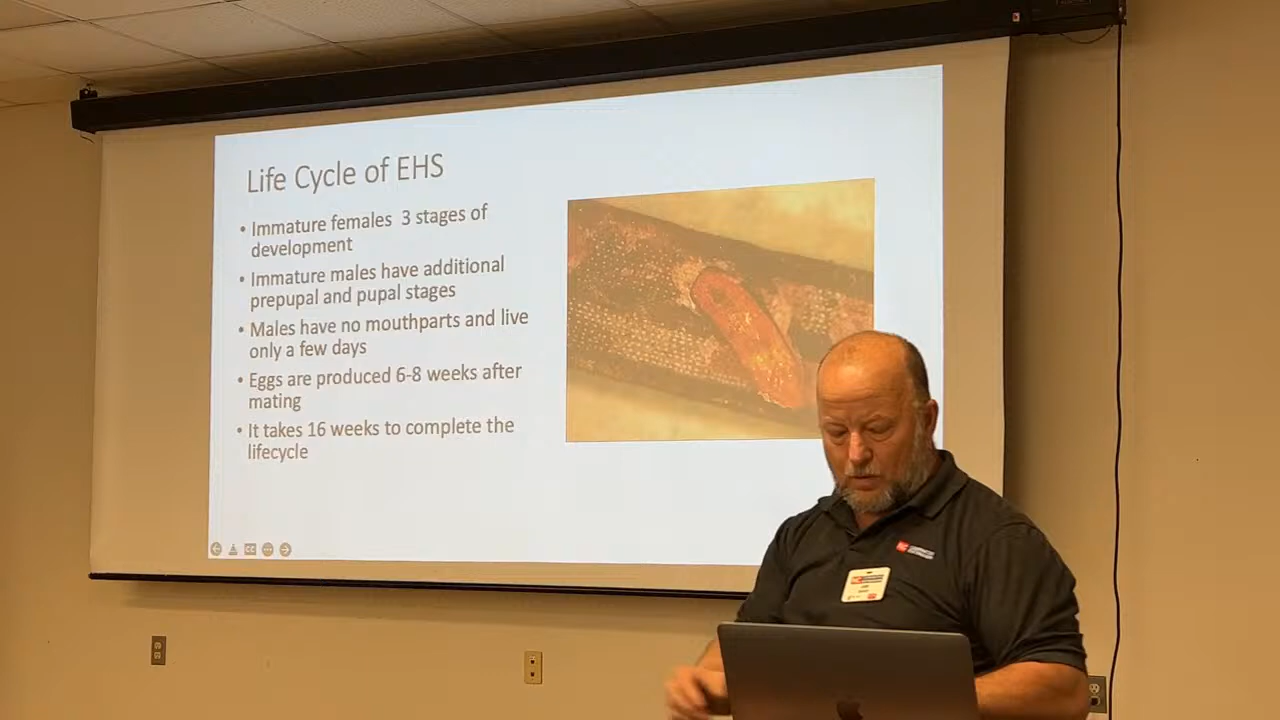 Life Cycle of EHS
• Immature females 3 stages of
development
• Immature males have additional
prepupal and pupal stages
• Males have no mouthparts and live
only a few days
• Eggs are produced 6-8 weeks after
mating
• It takes 16 weeks to complete the
lifecycle
CC